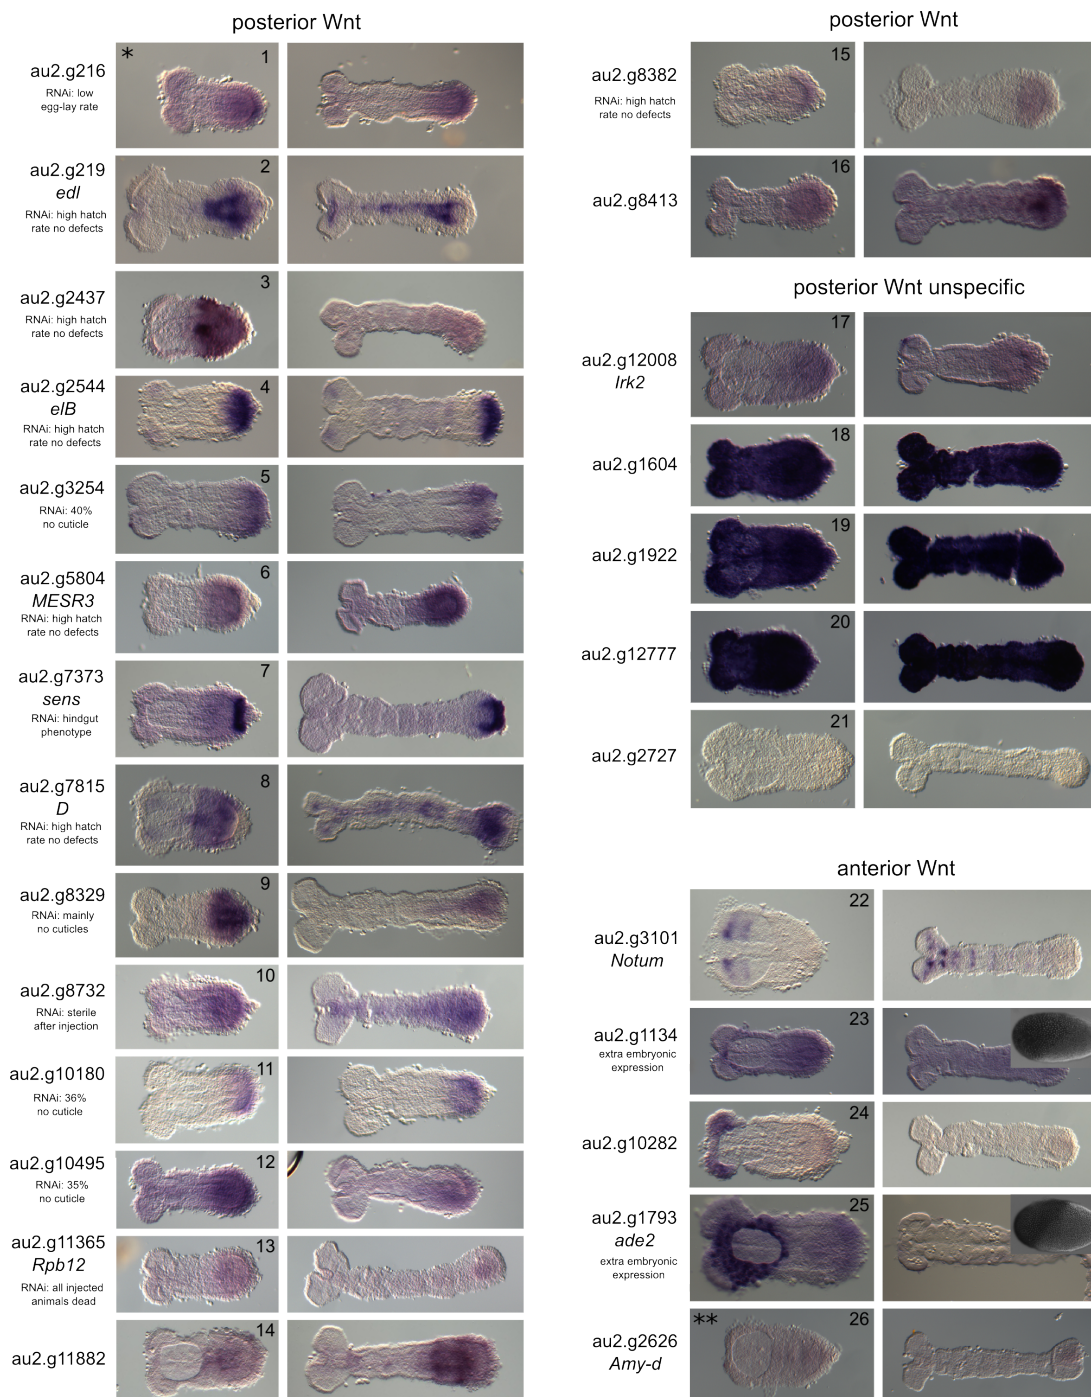 posterior Wnt
*
1
au2.g216
RNAi: low
egg-lay rate
2
au2.g219
edl
RNAi: high hatch
rate no defects
3
au2.g2437
RNAi: high hatch
rate no defects
4
au2.g2544
elB
RNAi: high hatch
rate no defects
5
au2.g3254
RNAi: 40%
no cuticle
6
au2.g5804
MESR3
RNAi: high hatch
rate no defects
7
au2.g7373
sens
RNAi: hindgut
phenotype
8
au2.g7815
D
RNAi: high hatch
rate no defects
9
au2.g8329
RNAi: mainly
no cuticles
10
au2.g8732
RNAi: sterile
after injection
11
au2.g10180
RNAi: 36%
no cuticle
12
au2.g10495
RNAi: 35%
no cuticle
13
au2.g11365
Rpb12
RNAi: all injected
animals dead
14
au2.g11882
posterior Wnt
15
au2.g8382
RNAi: high hatch
rate no defects
16
au2.g8413
posterior Wnt unspecific
17
au2.g12008
Irk2
18
au2.g1604
19
au2.g1922
20
au2.g12777
21
au2.g2727
anterior Wnt
22
au2.g3101
Notum
23
au2.g1134
extra embryonic
expression
24
au2.g10282
25
au2.g1793
ade2
extra embryonic
expression
**
26
au2.g2626
Amy-d